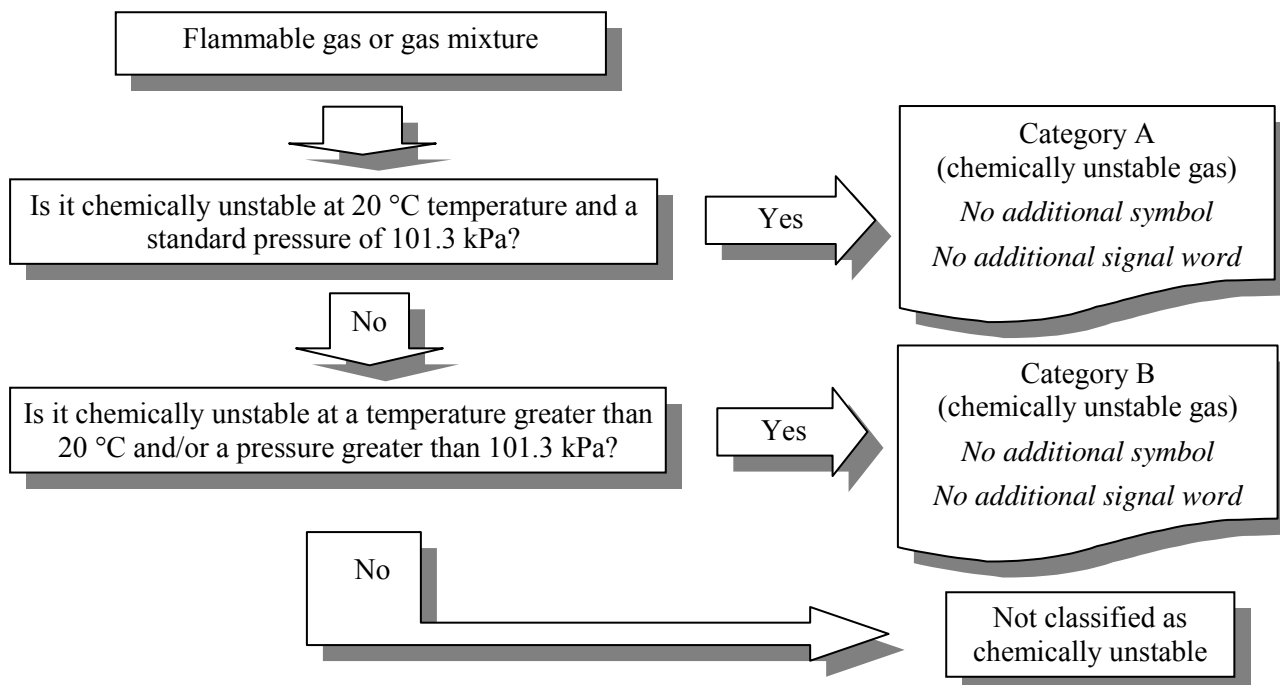 Flammable gas or gas mixture
Is it chemically unstable at 20 °C temperature and a
standard pressure of 101.3 kPa?
Yes
Category A
(chemically unstable gas)
No additional symbol
No additional signal word
No
Is it chemically unstable at a temperature greater than
20 °C and/or a pressure greater than 101.3 kPa?
Yes
Category B
(chemically unstable gas)
No additional symbol
No additional signal word
No
Not classified as
chemically unstable